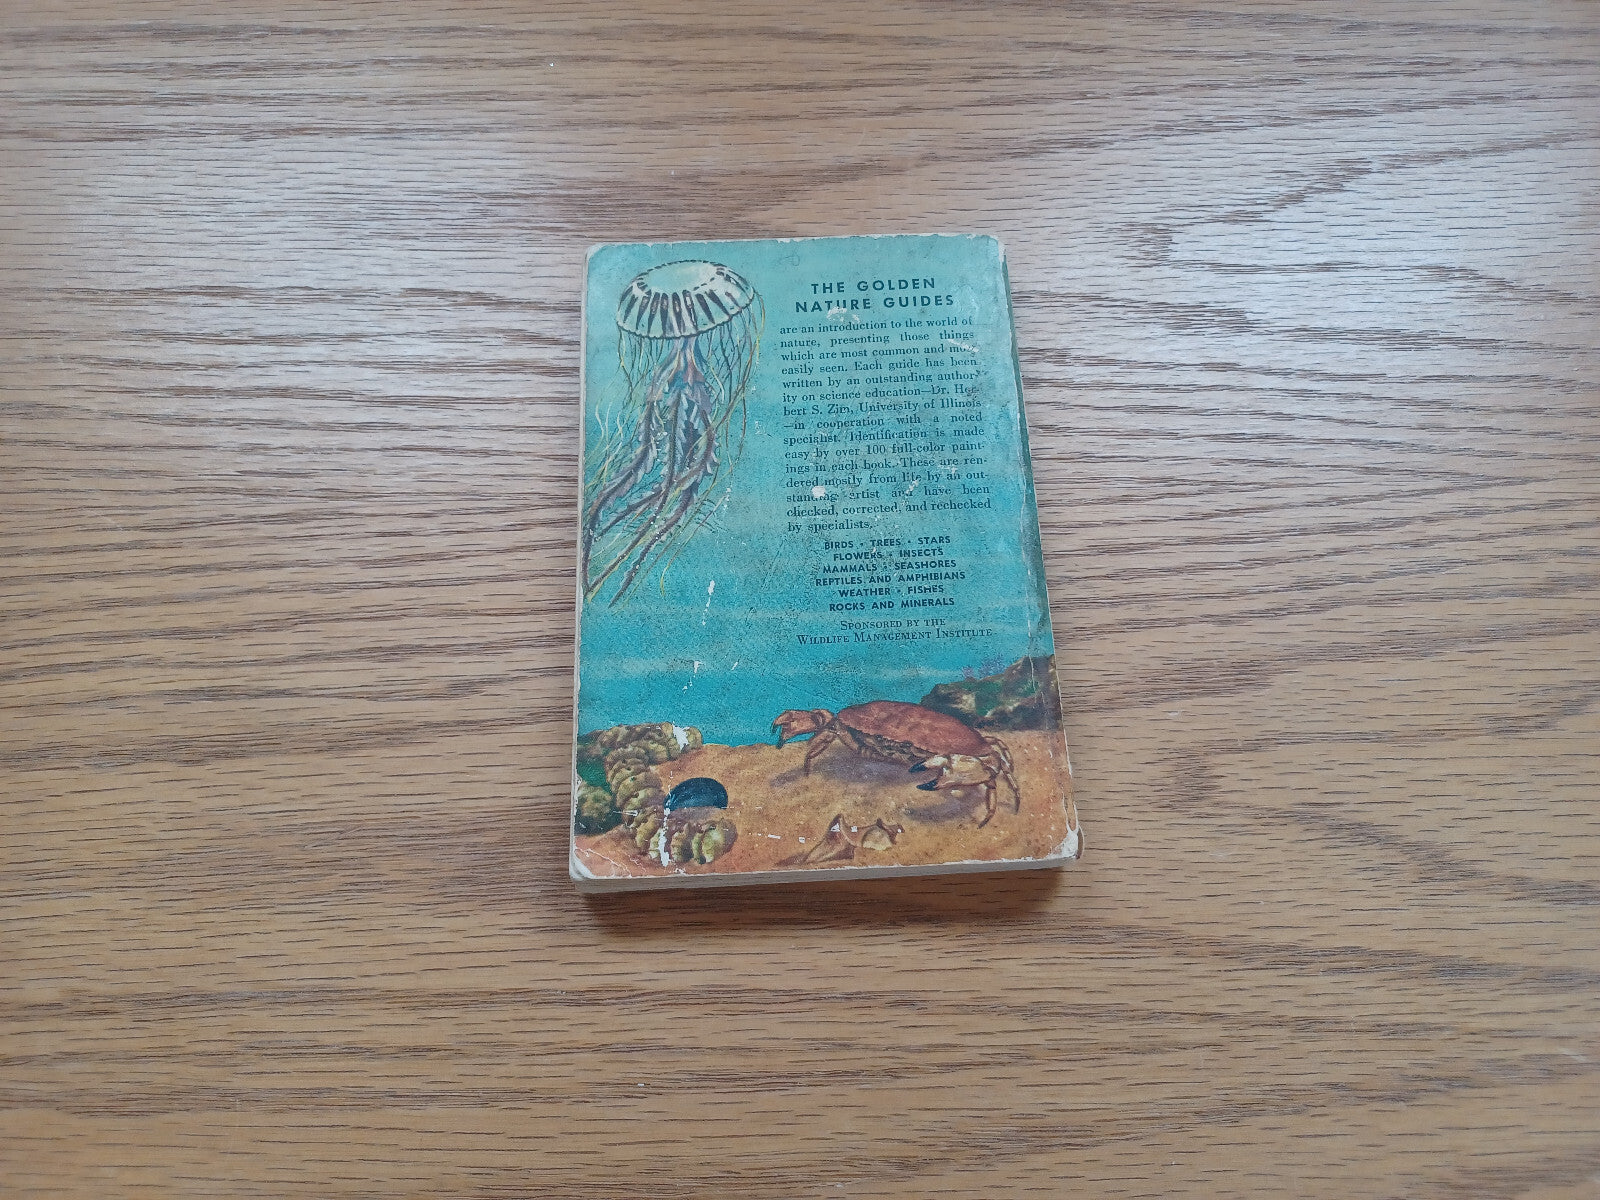 THE GOLDEN
NATURE GUIDES
are an introduction to the world of
nature, presenting those things
which are most common and most
easily seen. Each guide has been
written by an outstanding author-
ity on science education—Dr. Her-
bert S. Zim, University of Illinois
—in cooperation with a noted
specialist. Identification is made
easy by over 100 full-color paint-
ings in each book. These are ren-
dered mostly from life by an out-
standing artist and have been
checked, corrected, and rechecked
by specialists.
BIRDS • TREES • STARS
FLOWERS • INSECTS
MAMMALS • SEASHORES
REPTILES AND AMPHIBIANS
WEATHER • FISHES
ROCKS AND MINERALS
SPONSORED BY THE
WILDLIFE MANAGEMENT INSTITUTE